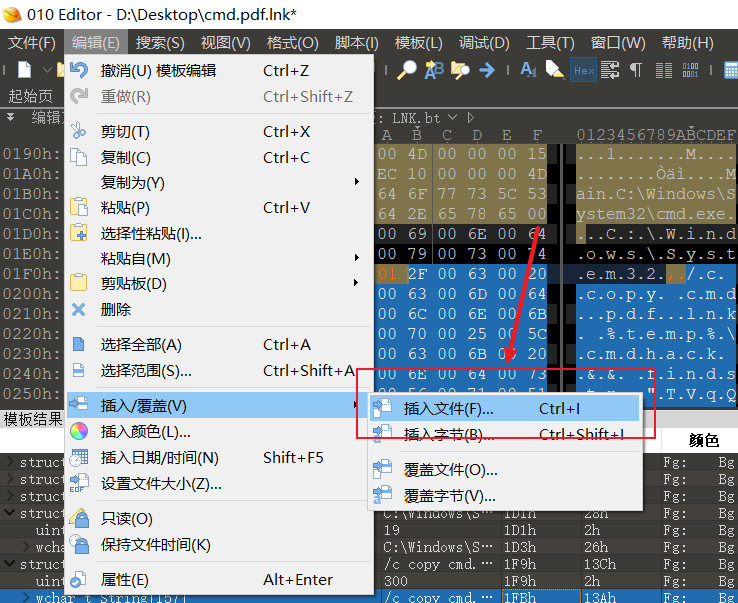 010 Editor - D:\Desktop\cmd.pdf.lnk*
文件(F) 编辑(E) 搜索(S) 视图(V) 格式(O) 脚本(I) 模板(L) 调试(D) 工具(T) 窗口(W) 帮助(H)
Hex
起始页
编辑
LNK.bt
撤消(U) 模板编辑 Ctrl+Z
重做(R) Ctrl+Shift+Z
剪切(T) Ctrl+X
复制(C) Ctrl+C
复制为(Y)
粘贴(P) Ctrl+V
选择性粘贴(I)...
粘贴自(M)
剪贴板(D)
删除
选择全部(A) Ctrl+A
选择范围(S)... Ctrl+Shift+A
插入/覆盖(V)
插入颜色(L)...
插入日期/时间(N) Shift+F5
设置文件大小(Z)...
只读(O)
保持文件时间(K)
属性(E) Alt+Enter
插入文件(F)... Ctrl+I
插入字节(B)... Ctrl+Shift+I
覆盖文件(O)...
覆盖字节(V)...
A B C D E F 0123456789ABCDEF
0190h: 00 4D 00 00 00 15 ...i......M.....
01A0h: EC 10 00 00 00 4D .......Òäì....M
01B0h: 64 6F 77 73 5C 53 ain.C:\Windows\S
01C0h: 64 2E 65 78 65 00 ystem32\cmd.exe.
01D0h: 00 69 00 6E 00 64 ...C.:.\.W.i.n.d
01E0h: 00 79 00 73 00 74 .o.w.s.\.S.y.s.t
01F0h: 01 2F 00 63 00 20 .e.m.3.2.,./.c.
0200h: 00 63 00 6D 00 64 .c.o.p.y. .c.m.d
0210h: 6C 00 6E 00 6B ...p.d.f...l.n.k
0220h: 00 70 00 25 00 5C . .%.t.e.m.p.%.\
0230h: 00 63 00 6B 00 20 .c.m.d.h.a.c.k.
0240h: 00 6E 00 64 00 73 .&.&. .f.i.n.d.s
0250h: 00 56 00 71 00 51 .t.r. .".T.V.q.Q
模板结果
颜色
struct Fg: Bg
struct Fg: Bg
struct Fg: Bg
struct C:\Windows\S… 1D1h 28h Fg: Bg
uint 19 1D1h 2h Fg: Bg
wchar C:\Windows\S… 1D3h 26h Fg: Bg
struct /c copy cmd.… 1F9h 13Ch Fg: Bg
uint 300 1F9h 2h Fg: Bg
wchar_t String[157] /c copy cmd.… 1FBh 13Ah Fg: Bg